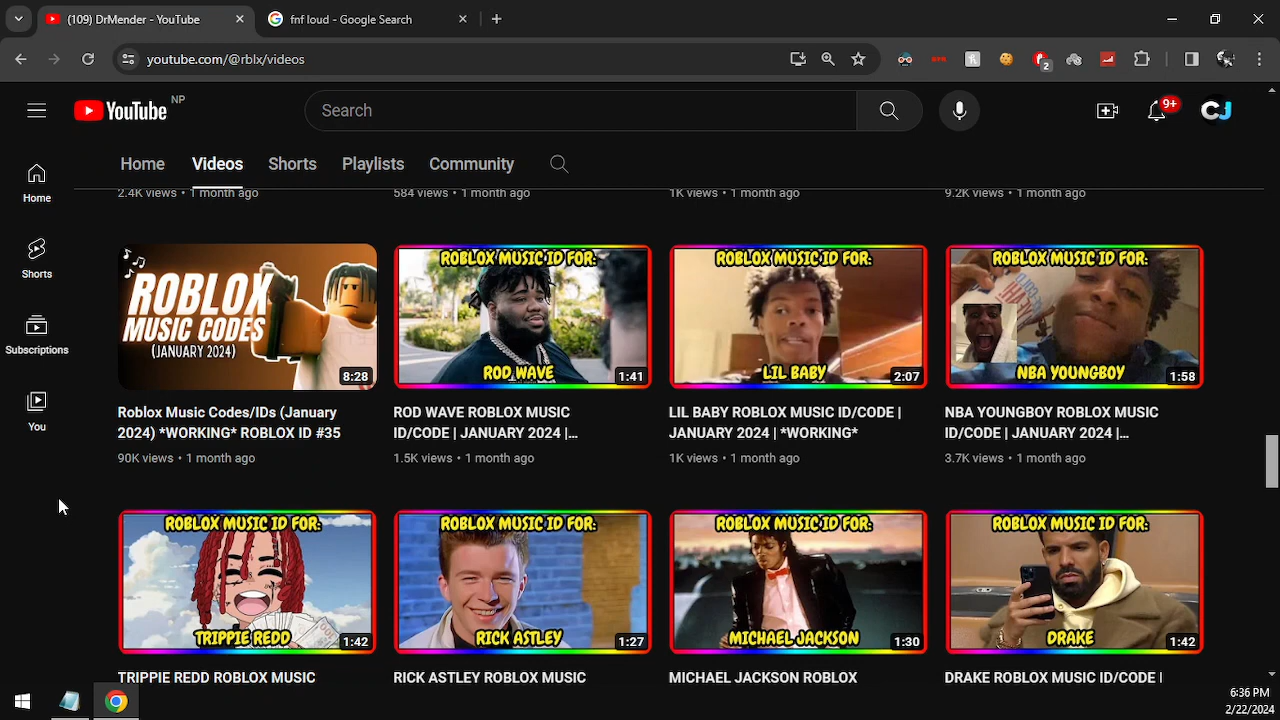 (109) DrMender - YouTube
fnf loud - Google Search
youtube.com/@rblx/videos
2
YouTube NP
Search
9+
CJ
Home
Videos
Shorts
Playlists
Community
Home
Shorts
Subscriptions
You
2.4K views • 1 month ago
584 views • 1 month ago
1K views • 1 month ago
9.2K views • 1 month ago
ROBLOX
MUSIC CODES
(JANUARY 2024)
8:28
ROBLOX MUSIC ID FOR:
ROD WAVE
1:41
ROBLOX MUSIC ID FOR:
LIL BABY
2:07
ROBLOX MUSIC ID FOR:
NBA YOUNGBOY
1:58
Roblox Music Codes/IDs (January
2024) *WORKING* ROBLOX ID #35
90K views • 1 month ago
ROD WAVE ROBLOX MUSIC
ID/CODE | JANUARY 2024 |...
1.5K views • 1 month ago
LIL BABY ROBLOX MUSIC ID/CODE |
JANUARY 2024 | *WORKING*
1K views • 1 month ago
NBA YOUNGBOY ROBLOX MUSIC
ID/CODE | JANUARY 2024 |...
3.7K views • 1 month ago
ROBLOX MUSIC ID FOR:
TRIPPIE REDD
1:42
ROBLOX MUSIC ID FOR:
RICK ASTLEY
1:27
ROBLOX MUSIC ID FOR:
MICHAEL JACKSON
1:30
ROBLOX MUSIC ID FOR:
DRAKE
1:42
TRIPPIE REDD ROBLOX MUSIC
RICK ASTLEY ROBLOX MUSIC
MICHAEL JACKSON ROBLOX
DRAKE ROBLOX MUSIC ID/CODE |
6:36 PM
2/22/2024